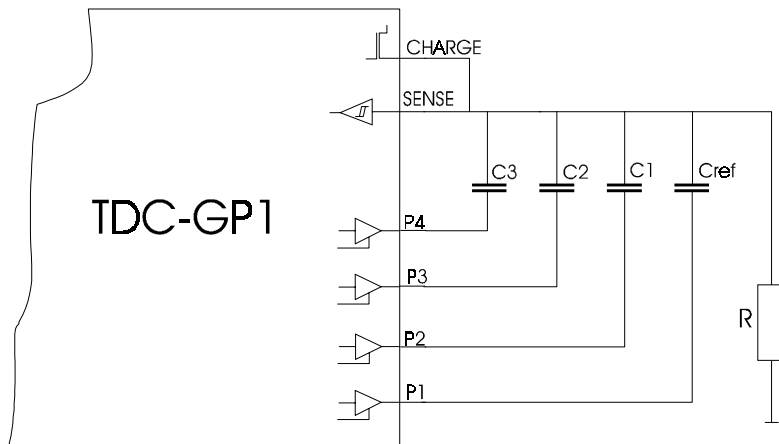 CHARGE
SENSE
C3 C2 C1 Cref
TDC-GP1
P4
P3
R
P2
P1